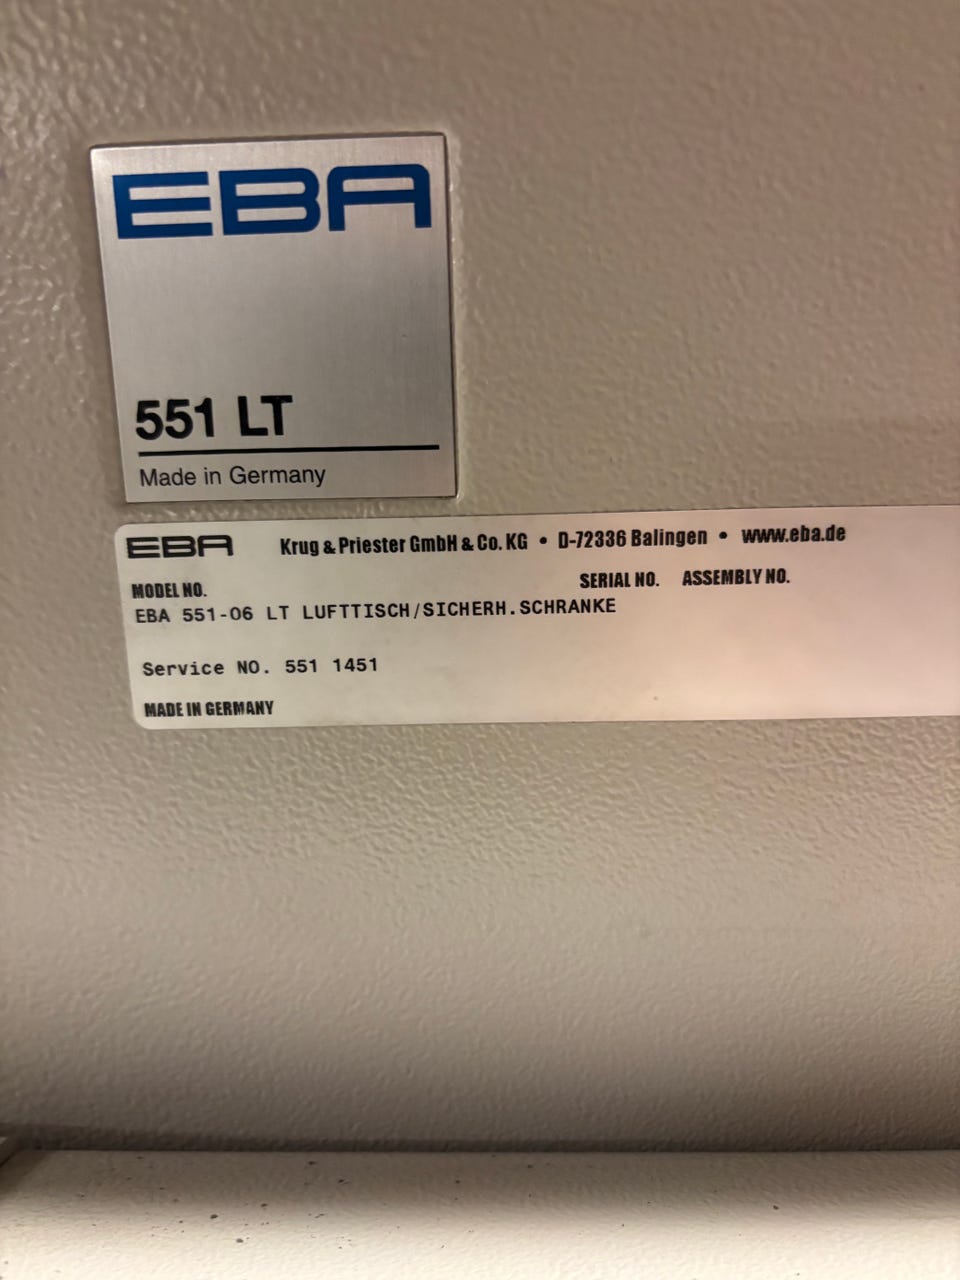 EBA
551 LT
Made in Germany
EBA Krug & Priester GmbH & Co. KG • D-72336 Balingen • www.eba.de
MODEL NO. SERIAL NO. ASSEMBLY NO.
EBA 551-06 LT LUFTTISCH/SICHERH.SCHRANKE
Service NO. 551 1451
MADE IN GERMANY